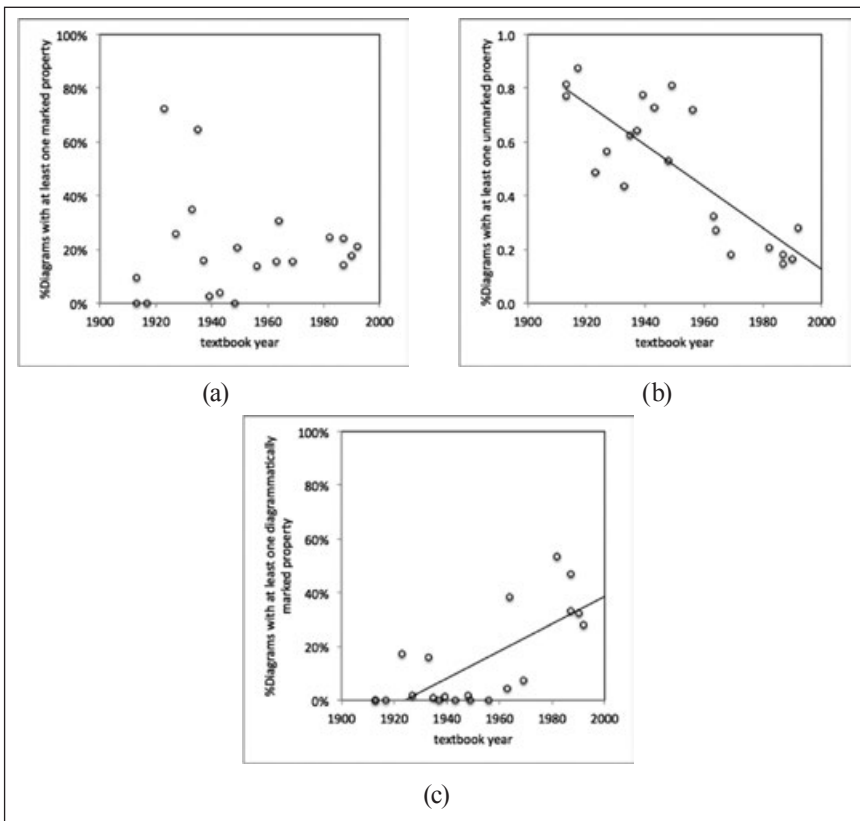 %Diagrams with at least one marked property
100%
80%
60%
40%
20%
0%
1900 1920 1940 1960 1980 2000
textbook year
(a)
%Diagrams with at least one unmarked proerty
1.0
0.8
0.6
0.4
0.2
0.0
1900 1920 1940 1960 1980 2000
textbook year
(b)
%Diagrams with at least one diagrammatically
marked property
100%
80%
60%
40%
20%
0%
1900 1920 1940 1960 1980 2000
textbook year
(c)